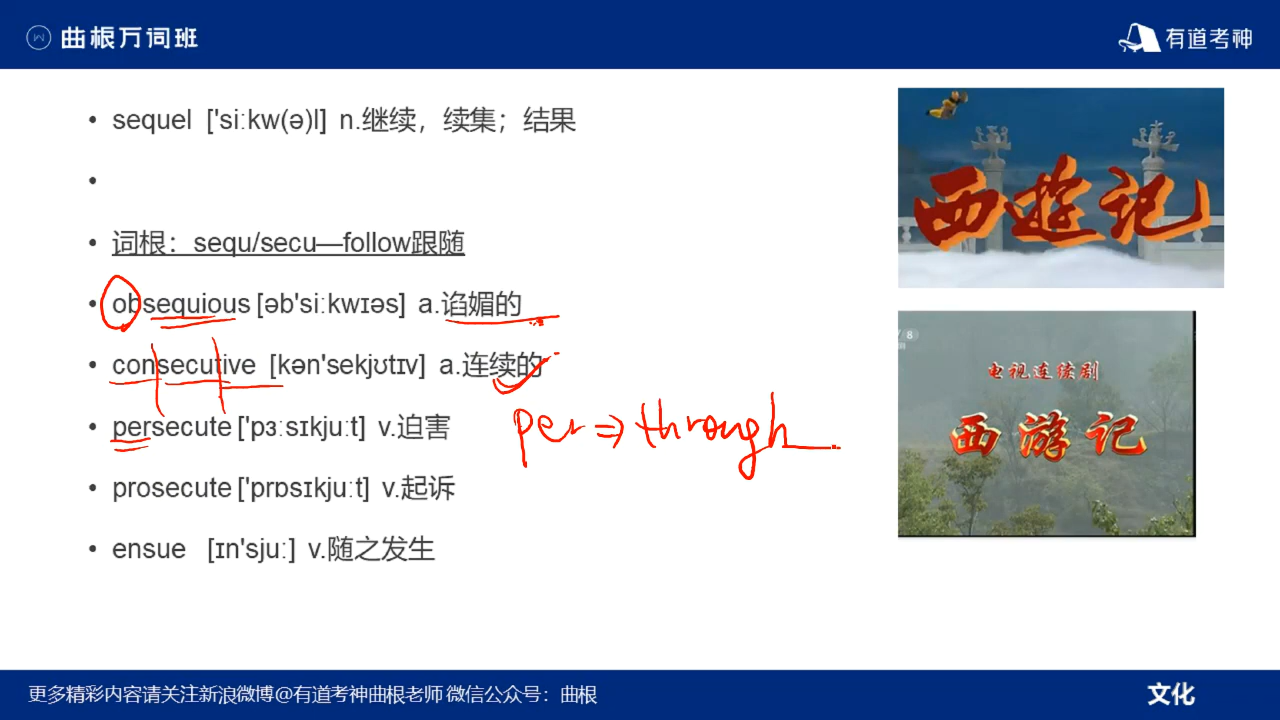 曲根万词班
有道考神
• sequel ['siːkw(ə)l] n.继续，续集；结果
•
• 词根：sequ/secu—follow跟随
• obsequious [əb'siːkwɪəs] a.谄媚的
• consecutive [kən'sekjʊtɪv] a.连续的
• persecute ['pɜːsɪkjuːt] v.迫害
per ⇒ through
• prosecute ['prɒsɪkjuːt] v.起诉
• ensue [ɪn'sjuː] v.随之发生
西游记
/8
电视连续剧
西游记
更多精彩内容请关注新浪微博@有道考神曲根老师 微信公众号：曲根
文化